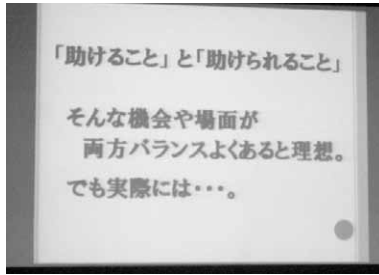 「助けること」と「助けられること」
そんな機会や場面が
両方バランスよくあると理想。
でも実際には・・・。